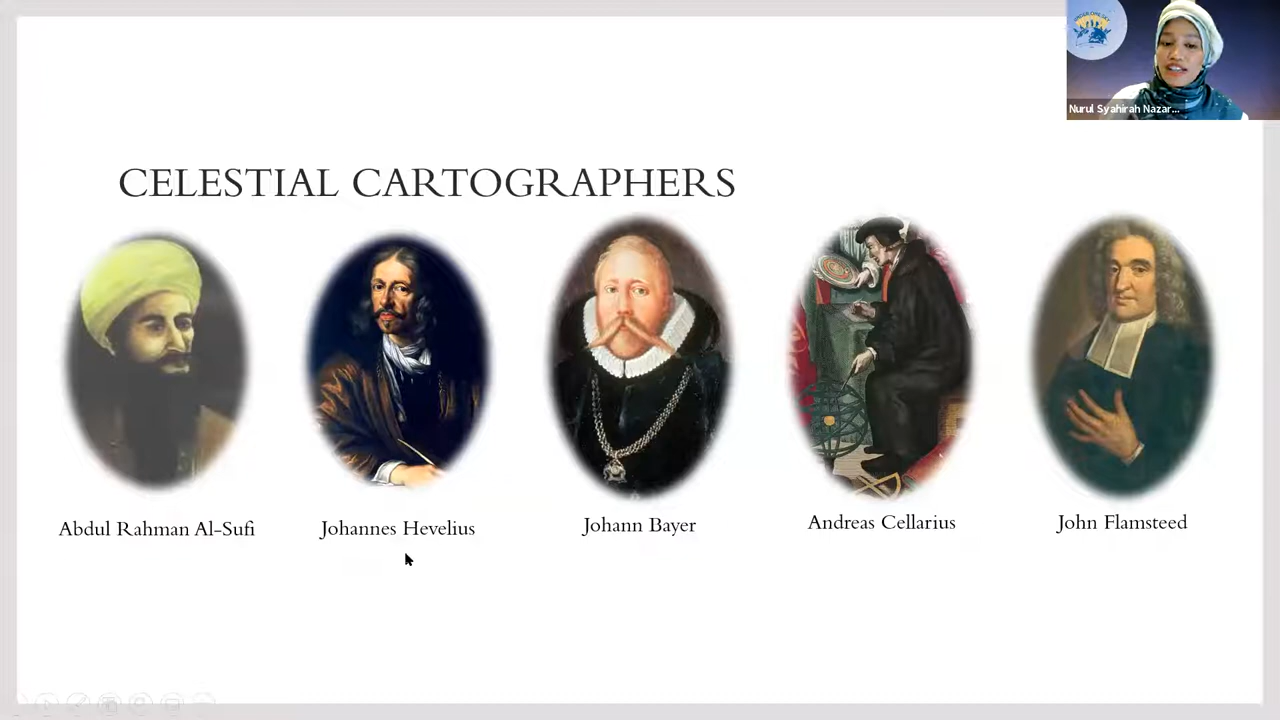 Nurul Syahirah Nazar...
CELESTIAL CARTOGRAPHERS
Abdul Rahman Al-Sufi
Johannes Hevelius
Johann Bayer
Andreas Cellarius
John Flamsteed